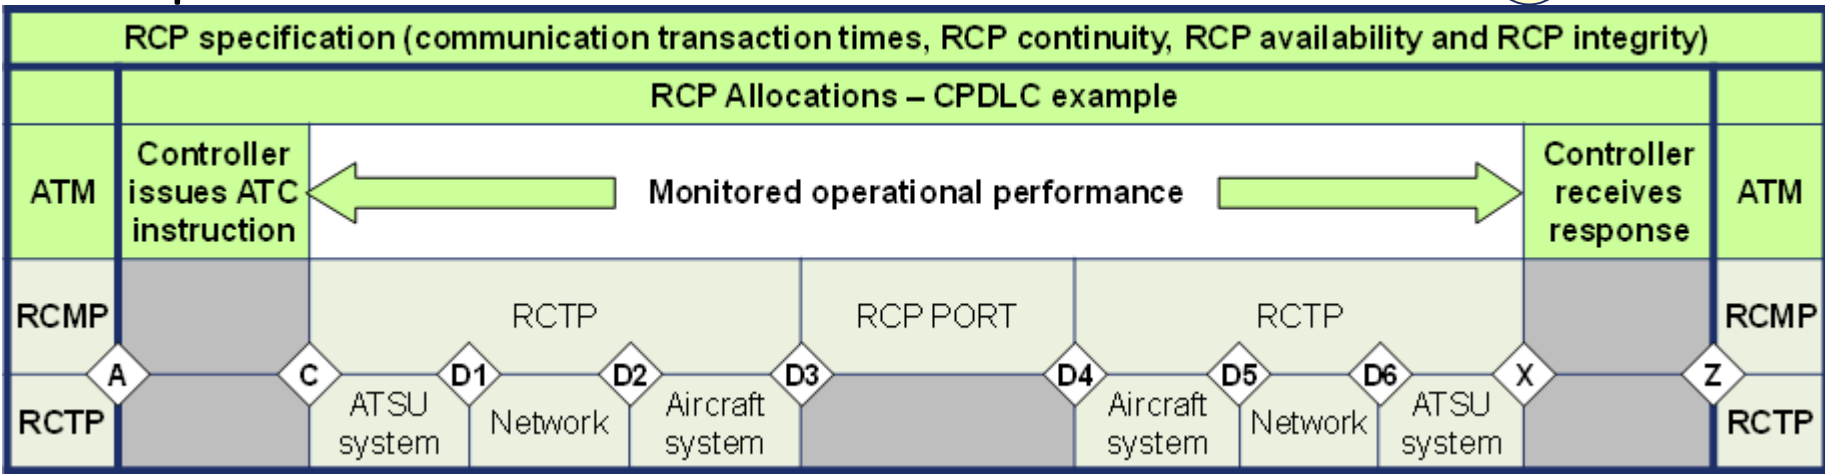 RCP specification (communication transaction times, RCP continuity, RCP availability and RCP integrity)
RCP Allocations – CPDLC example
ATM
Controller
issues ATC
instruction
Monitored operational performance
Controller
receives
response
ATM
RCMP
RCTP
RCP PORT
RCTP
RCMP
A
C
D1
D2
D3
D4
D5
D6
X
Z
RCTP
ATSU
system
Network
Aircraft
system
Aircraft
system
Network
ATSU
system
RCTP